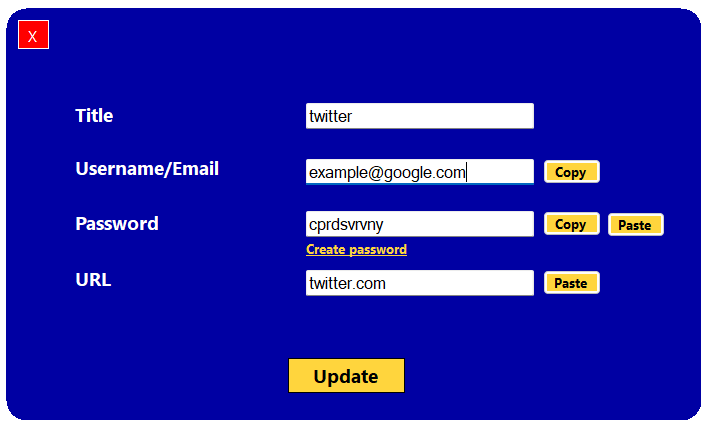 X
Title twitter
Username/Email example@google.com Copy
Password cprdsvrvny Copy Paste
Create password
URL twitter.com Paste
Update